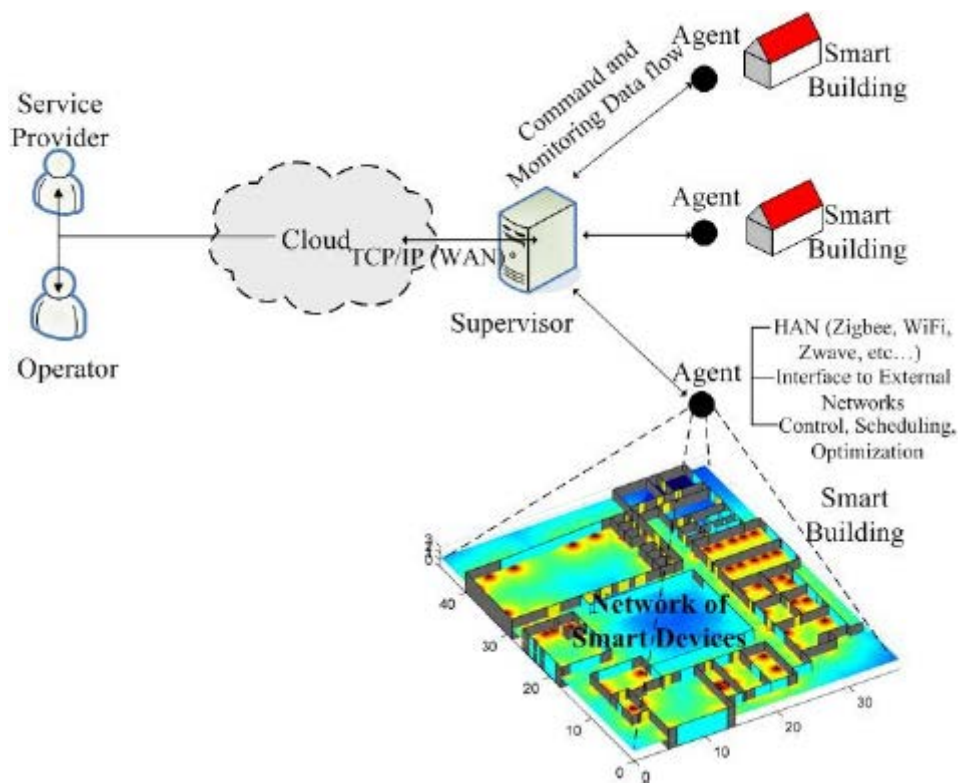 Service
Provider
Operator
Cloud
TCP/IP (WAN)
Supervisor
Command and
Monitoring Data flow
Agent
Smart
Building
Agent
Smart
Building
Agent
HAN (Zigbee, WiFi,
Zwave, etc...)
Interface to External
Networks
Control, Scheduling,
Optimization
Smart
Building
Network of
Smart Devices
0
40
30
20
10
0
0
10
20
30